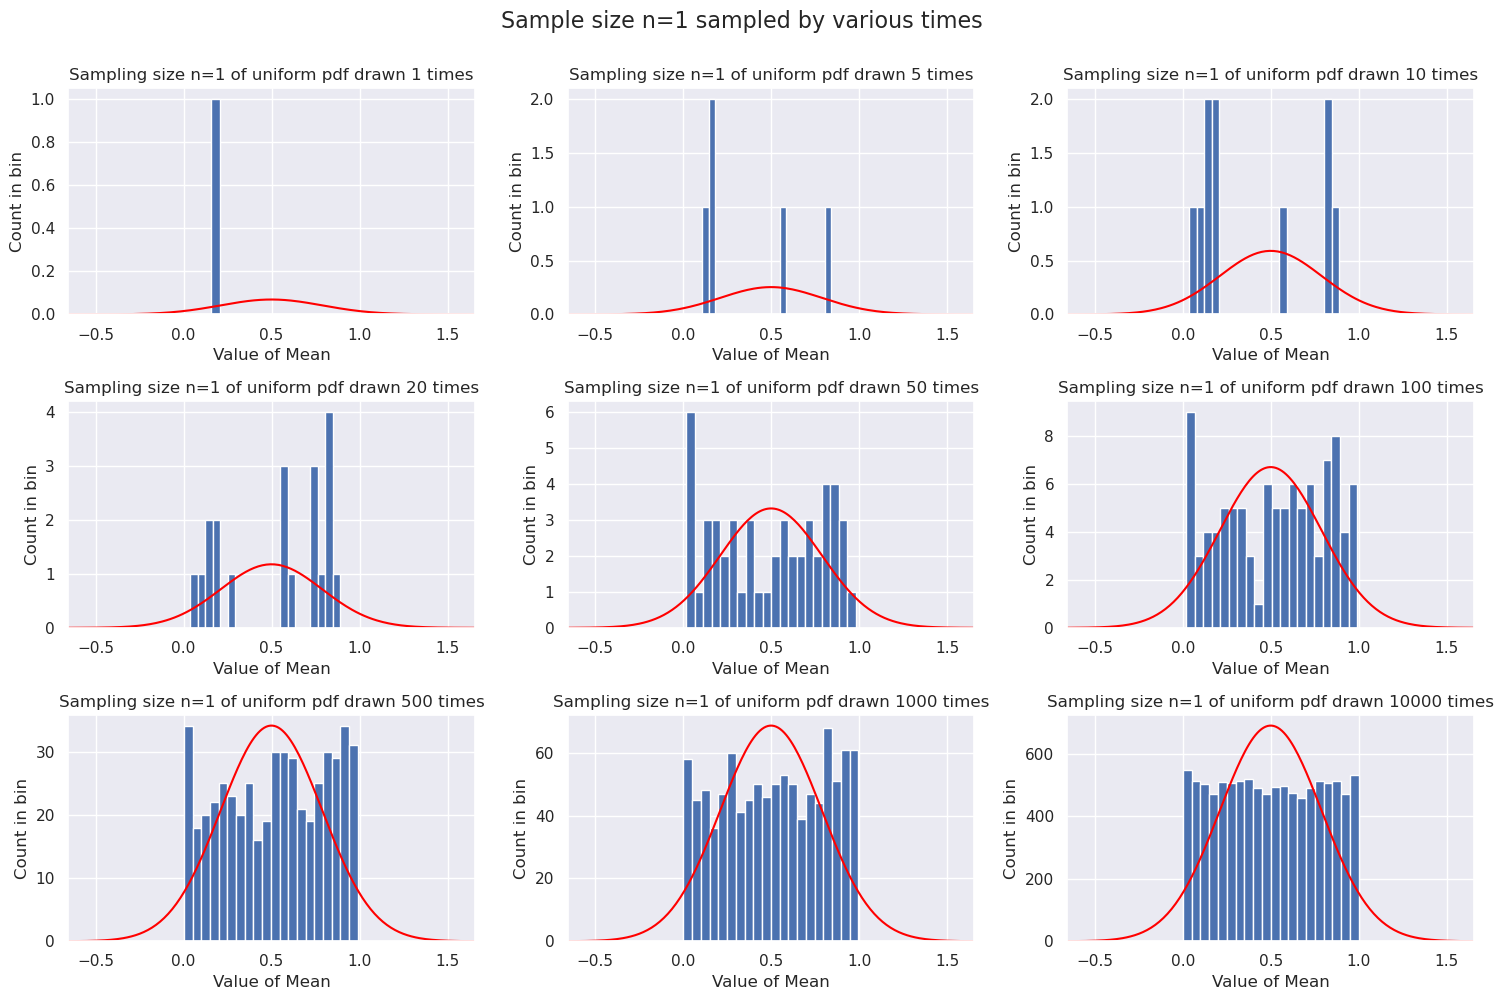 Sample size n=1 sampled by various times
Sampling size n=1 of uniform pdf drawn 1 times
Sampling size n=1 of uniform pdf drawn 5 times
Sampling size n=1 of uniform pdf drawn 10 times
1.0
0.8
0.6
0.4
0.2
0.0
Count in bin
−0.5 0.0 0.5 1.0 1.5
Value of Mean
2.0
1.5
1.0
0.5
0.0
Count in bin
−0.5 0.0 0.5 1.0 1.5
Value of Mean
2.0
1.5
1.0
0.5
0.0
Count in bin
−0.5 0.0 0.5 1.0 1.5
Value of Mean
Sampling size n=1 of uniform pdf drawn 20 times
Sampling size n=1 of uniform pdf drawn 50 times
Sampling size n=1 of uniform pdf drawn 100 times
4
3
2
1
0
Count in bin
−0.5 0.0 0.5 1.0 1.5
Value of Mean
6
5
4
3
2
1
0
Count in bin
−0.5 0.0 0.5 1.0 1.5
Value of Mean
8
6
4
2
0
Count in bin
−0.5 0.0 0.5 1.0 1.5
Value of Mean
Sampling size n=1 of uniform pdf drawn 500 times
Sampling size n=1 of uniform pdf drawn 1000 times
Sampling size n=1 of uniform pdf drawn 10000 times
30
20
10
0
Count in bin
−0.5 0.0 0.5 1.0 1.5
Value of Mean
60
40
20
0
Count in bin
−0.5 0.0 0.5 1.0 1.5
Value of Mean
600
400
200
0
Count in bin
−0.5 0.0 0.5 1.0 1.5
Value of Mean